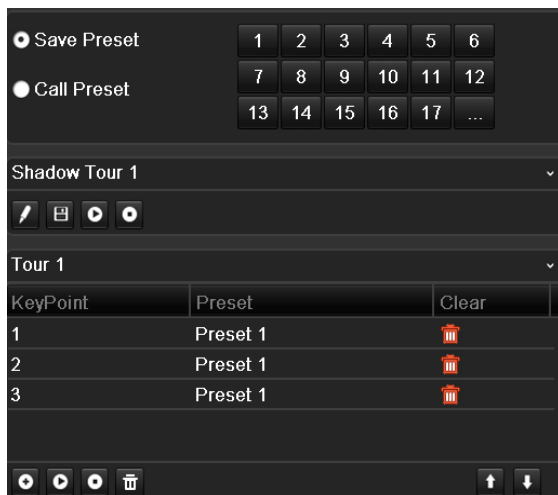 Save Preset
1 2 3 4 5 6
Call Preset
7 8 9 10 11 12
13 14 15 16 17 ...
Shadow Tour 1
Tour 1
KeyPoint Preset Clear
1 Preset 1
2 Preset 1
3 Preset 1